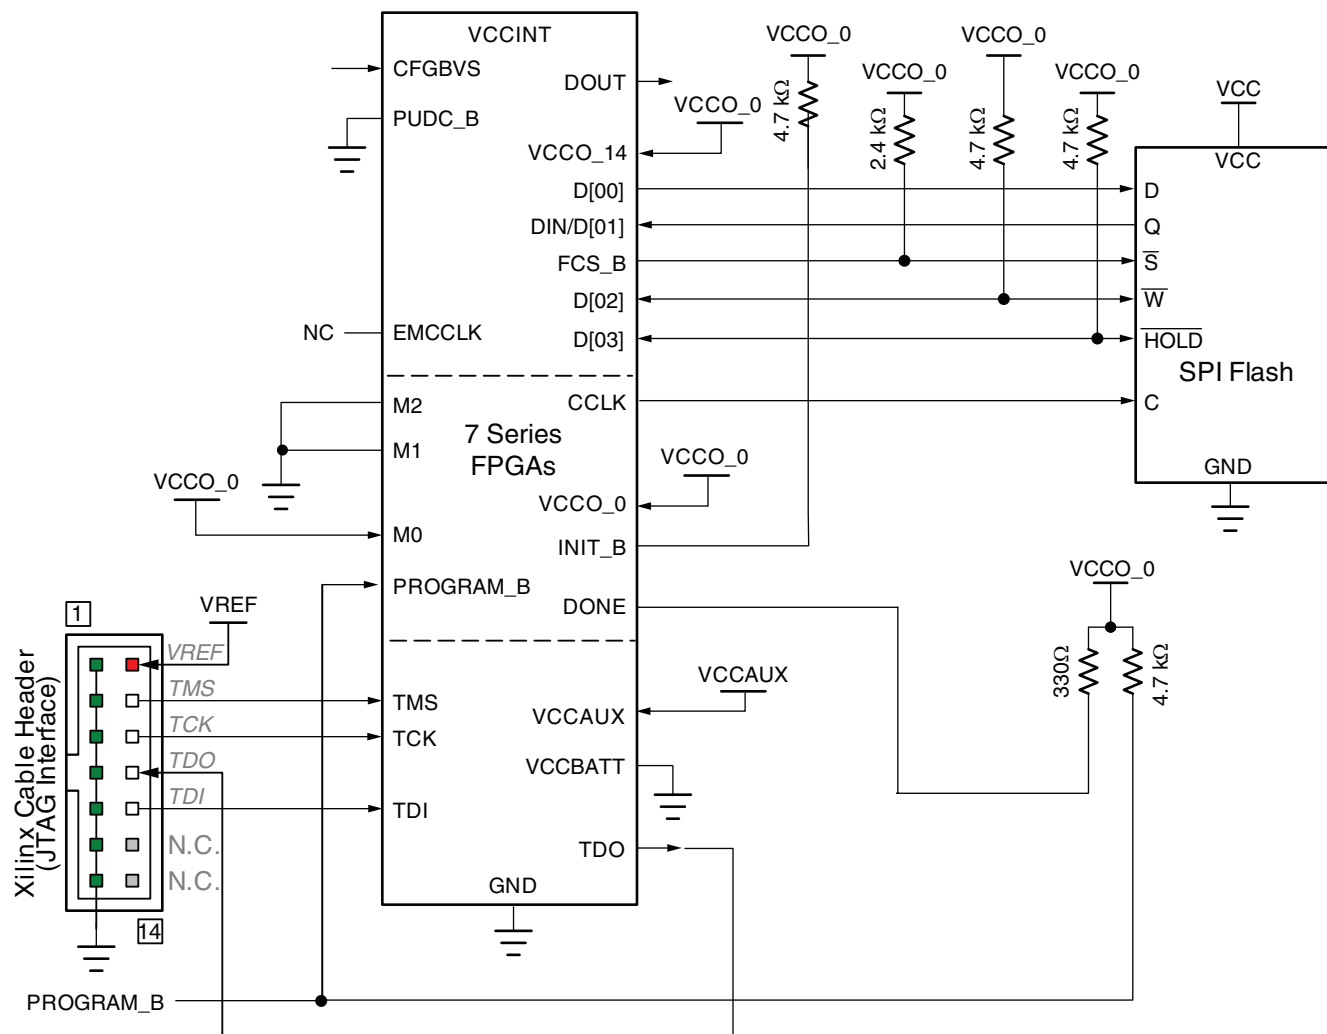 VCCINT
CFGBVS
PUDC_B
DOUT
VCCO_0
VCCO_14
D[00]
DIN/D[01]
FCS_B
D[02]
D[03]
NC
EMCCLK
VCCO_0
4.7 kΩ
VCCO_0
2.4 kΩ
VCCO_0
4.7 kΩ
VCCO_0
4.7 kΩ
VCC
VCC
D
Q
S
W
HOLD
SPI Flash
C
GND
M2
M1
VCCO_0
M0
PROGRAM_B
7 Series
FPGAs
CCLK
VCCO_0
VCCO_0
INIT_B
DONE
VCCO_0
330Ω
4.7 kΩ
1
VREF
Xilinx Cable Header
(JTAG Interface)
VREF
TMS
TCK
TDO
TDI
N.C.
N.C.
14
TMS
TCK
TDI
VCCAUX
VCCAUX
VCCBATT
TDO
GND
PROGRAM_B